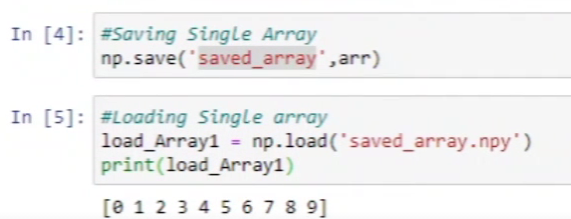 In [4]: #Saving Single Array
np.save('saved_array',arr)
In [5]: #Loading Single array
load_Array1 = np.load('saved_array.npy')
print(load_Array1)
[0 1 2 3 4 5 6 7 8 9]